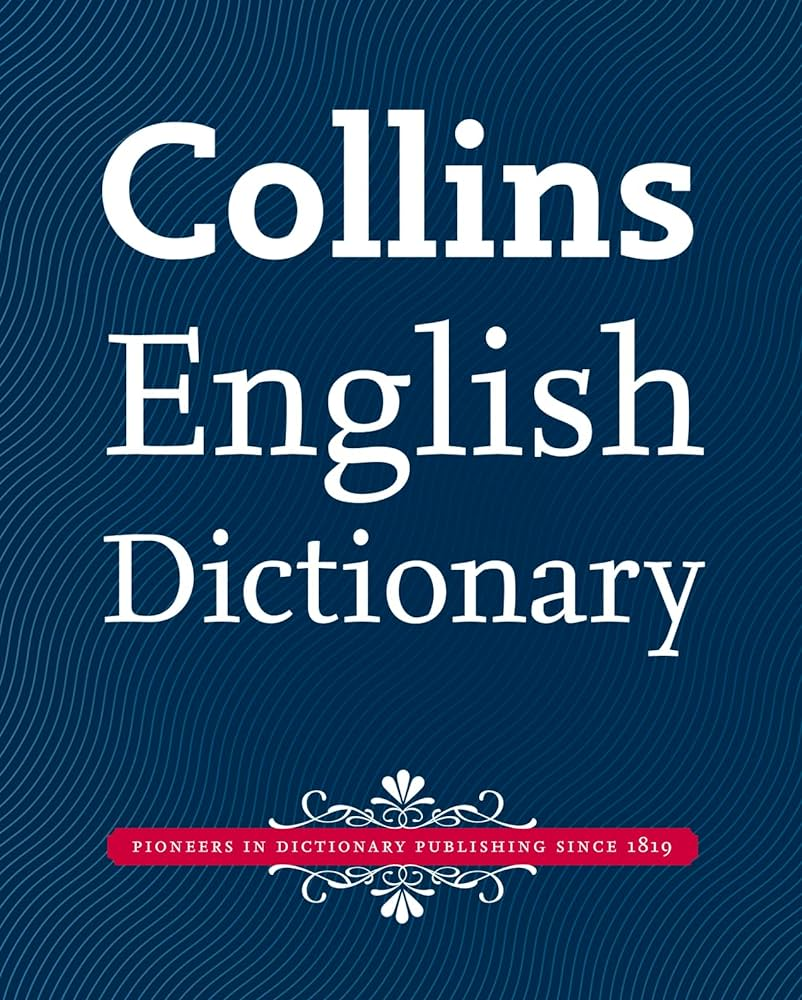 Collins
English
Dictionary
PIONEERS IN DICTIONARY PUBLISHING SINCE 1819